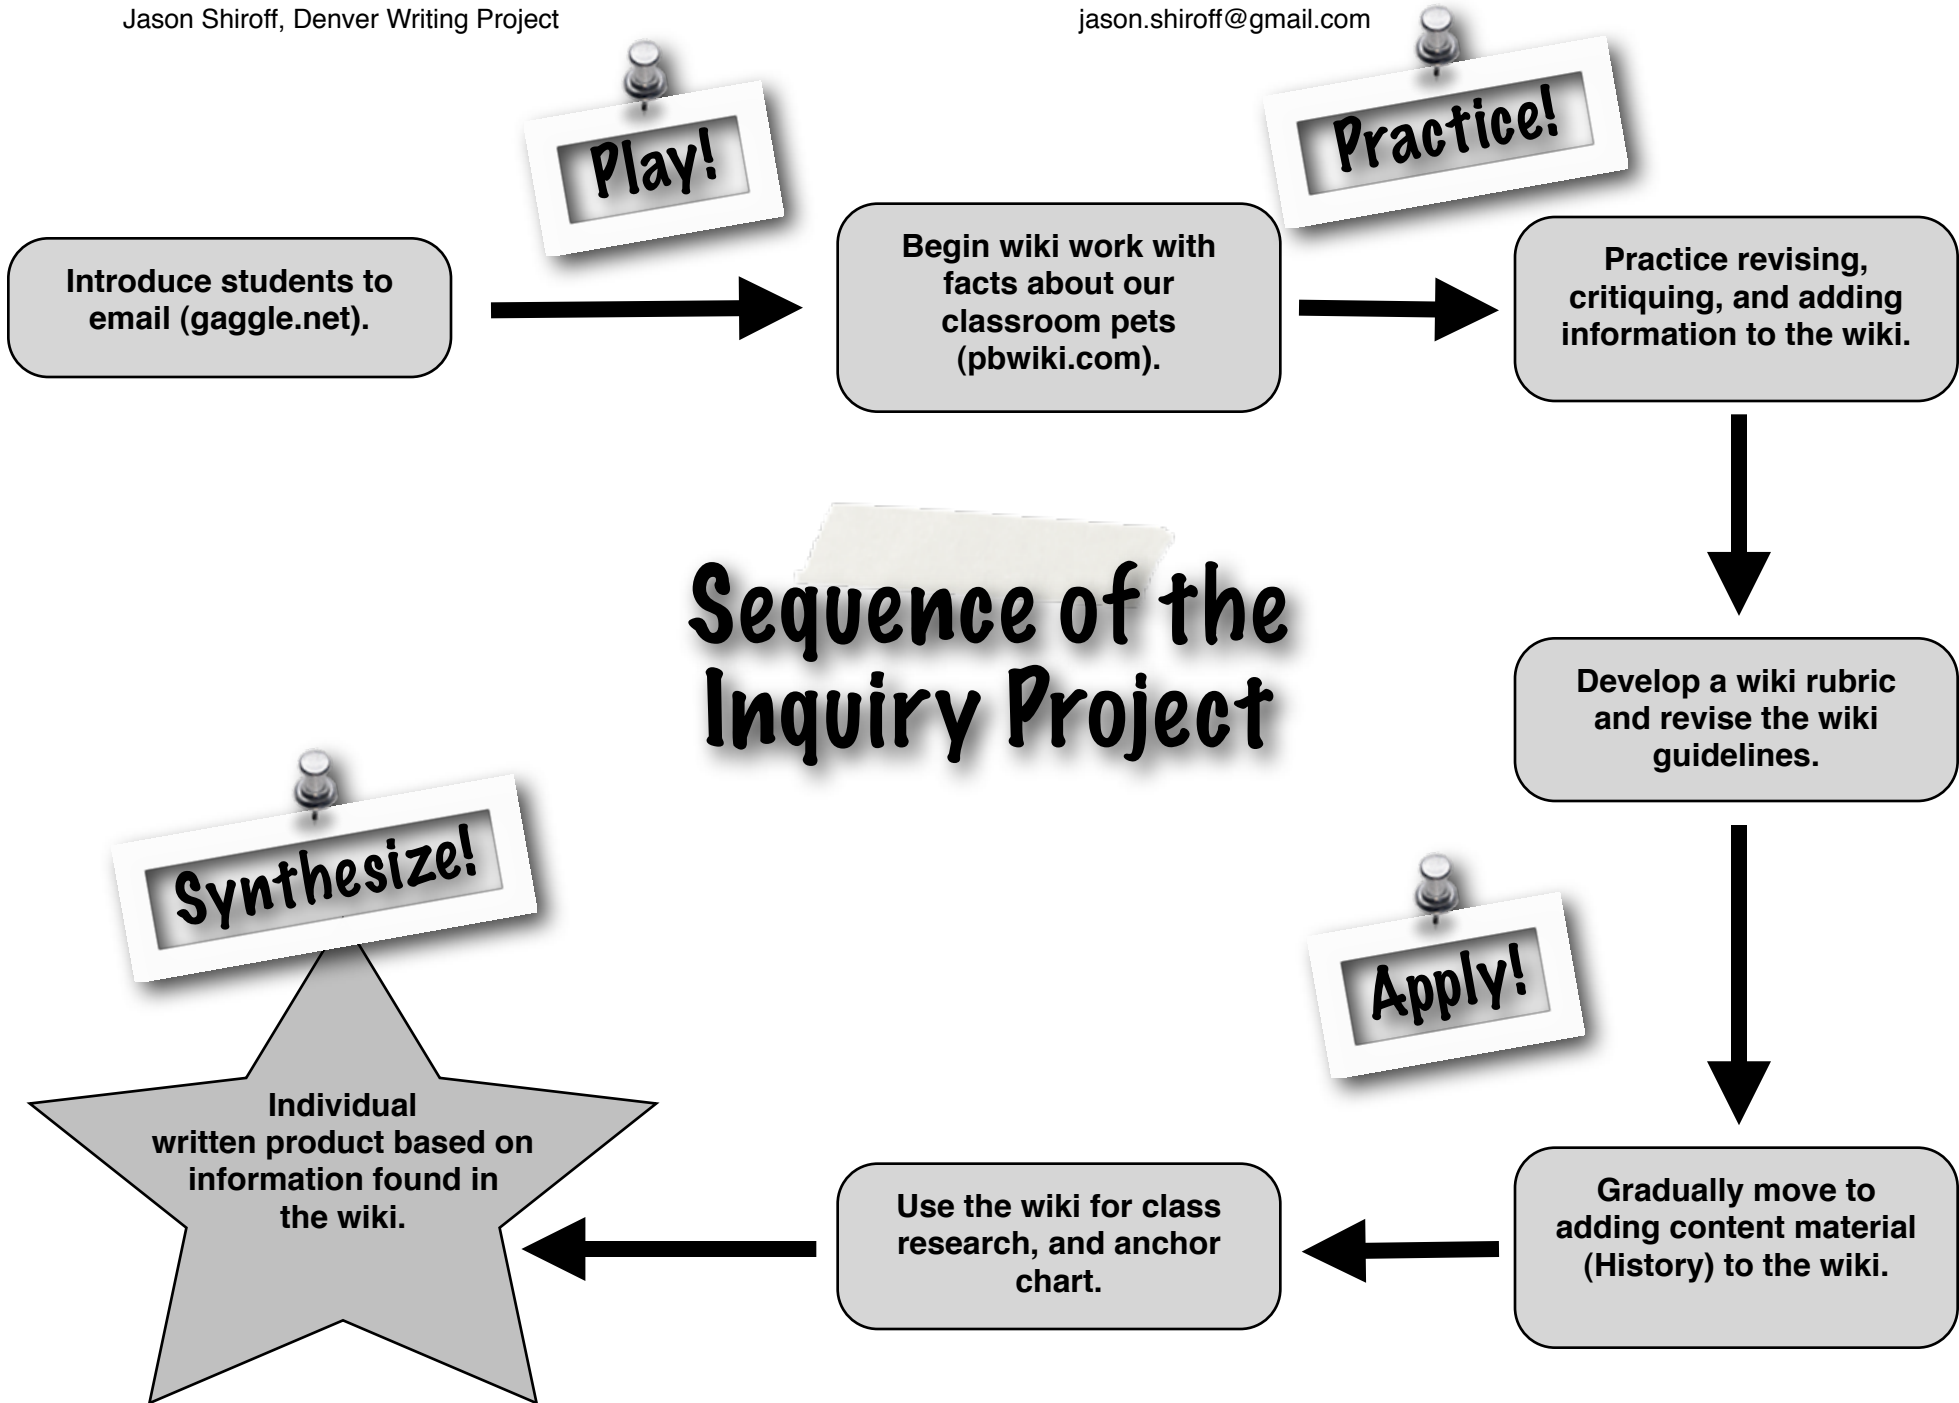 Jason Shiroff, Denver Writing Project
jason.shiroff@gmail.com
Play!
Practice!
Introduce students to
email (gaggle.net).
Begin wiki work with
facts about our
classroom pets
(pbwiki.com).
Practice revising,
critiquing, and adding
information to the wiki.
Sequence of the
Inquiry Project
Develop a wiki rubric
and revise the wiki
guidelines.
Apply!
Gradually move to
adding content material
(History) to the wiki.
Use the wiki for class
research, and anchor
chart.
Synthesize!
Individual
written product based on
information found in
the wiki.